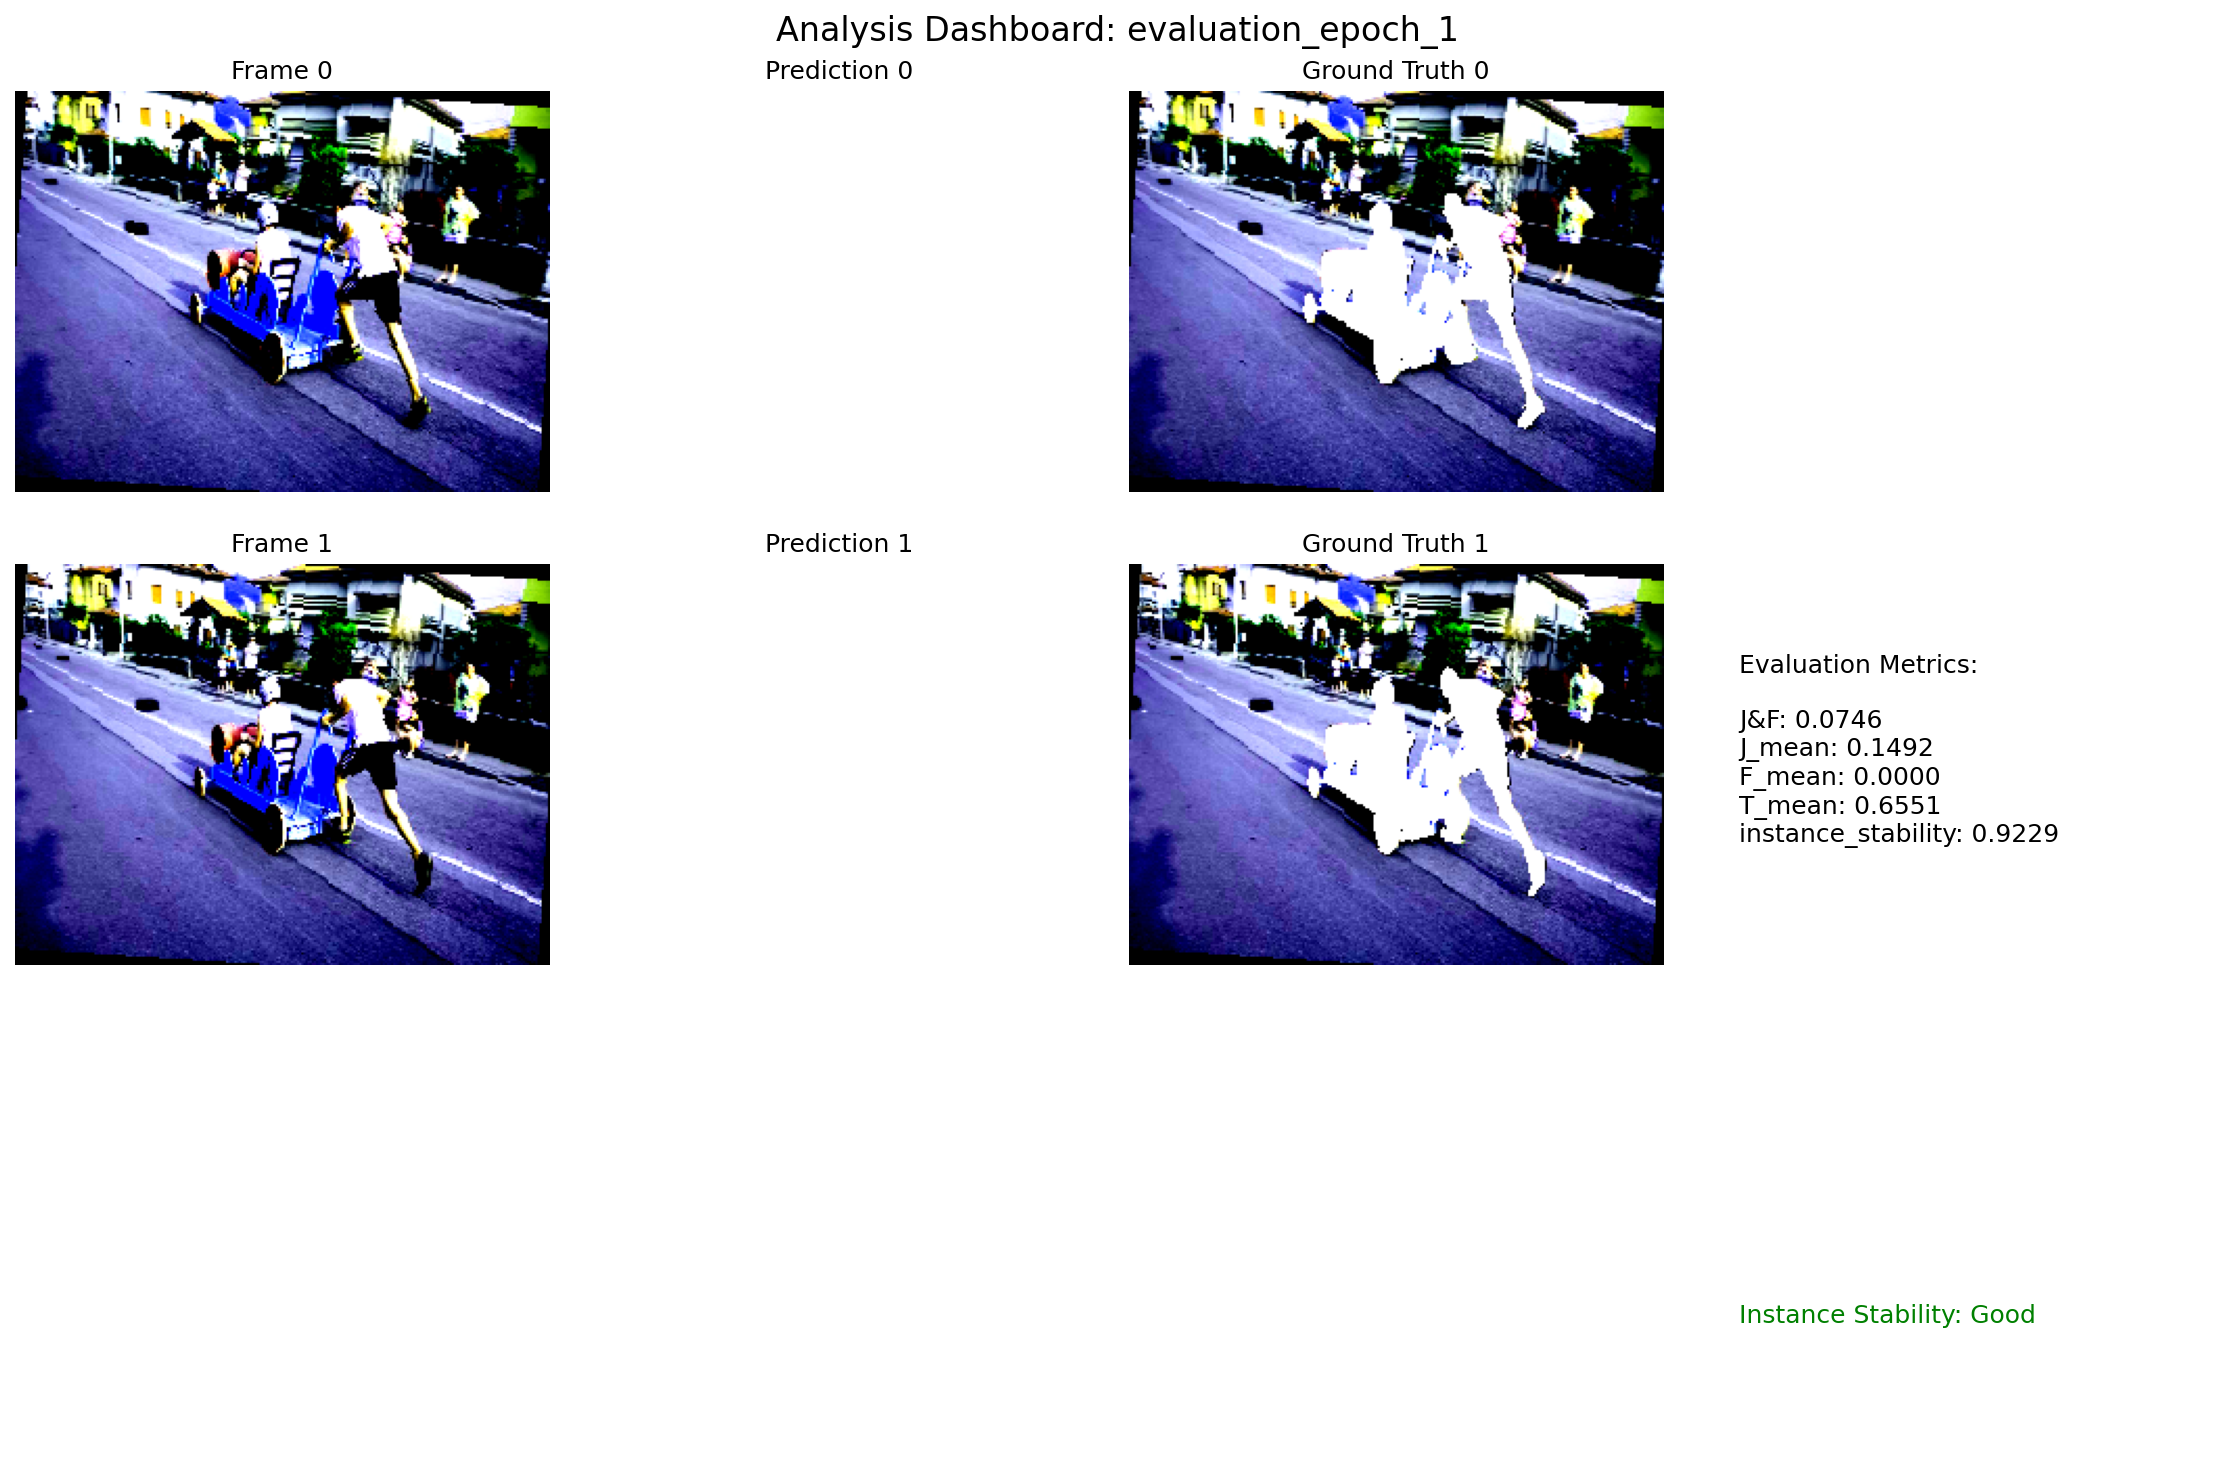 Analysis Dashboard: evaluation_epoch_1
Frame 0
Prediction 0
Ground Truth 0
Frame 1
Prediction 1
Ground Truth 1
Evaluation Metrics:
J&F: 0.0746
J_mean: 0.1492
F_mean: 0.0000
T_mean: 0.6551
instance_stability: 0.9229
Instance Stability: Good